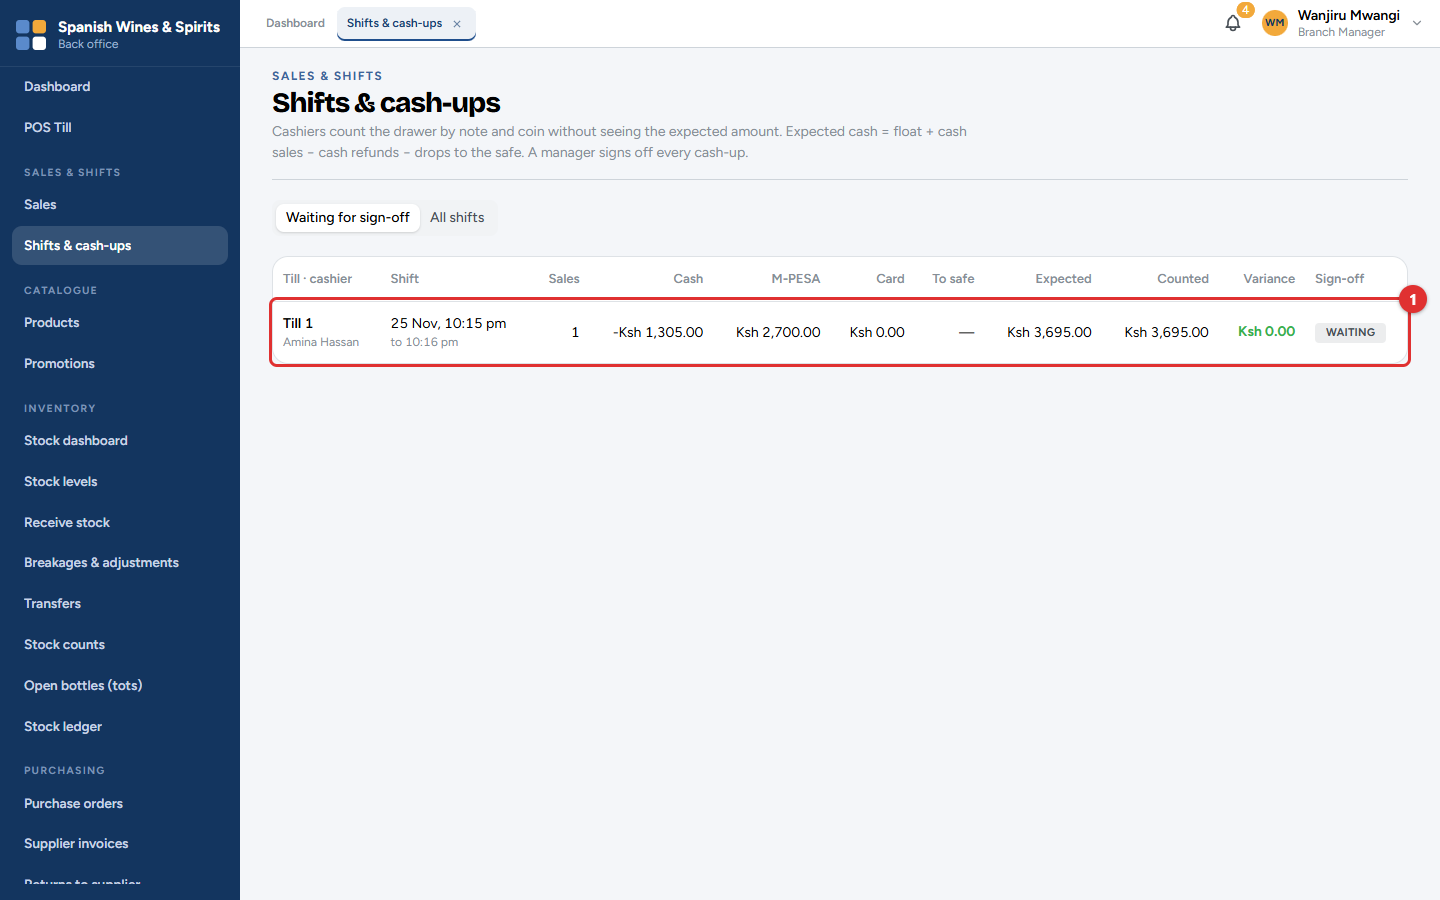 Spanish Wines & Spirits
Back office
Dashboard
POS Till
SALES & SHIFTS
Sales
Shifts & cash-ups
CATALOGUE
Products
Promotions
INVENTORY
Stock dashboard
Stock levels
Receive stock
Breakages & adjustments
Transfers
Stock counts
Open bottles (tots)
Stock ledger
PURCHASING
Purchase orders
Supplier invoices
Returns to supplier
Dashboard
Shifts & cash-ups ×
4
WM
Wanjiru Mwangi
Branch Manager
SALES & SHIFTS
Shifts & cash-ups
Cashiers count the drawer by note and coin without seeing the expected amount. Expected cash = float + cash
sales − cash refunds − drops to the safe. A manager signs off every cash-up.
Waiting for sign-off All shifts
Till · cashier Shift Sales Cash M-PESA Card To safe Expected Counted Variance Sign-off
1
Till 1 25 Nov, 10:15 pm 1 -Ksh 1,305.00 Ksh 2,700.00 Ksh 0.00 — Ksh 3,695.00 Ksh 3,695.00 Ksh 0.00 WAITING
Amina Hassan to 10:16 pm